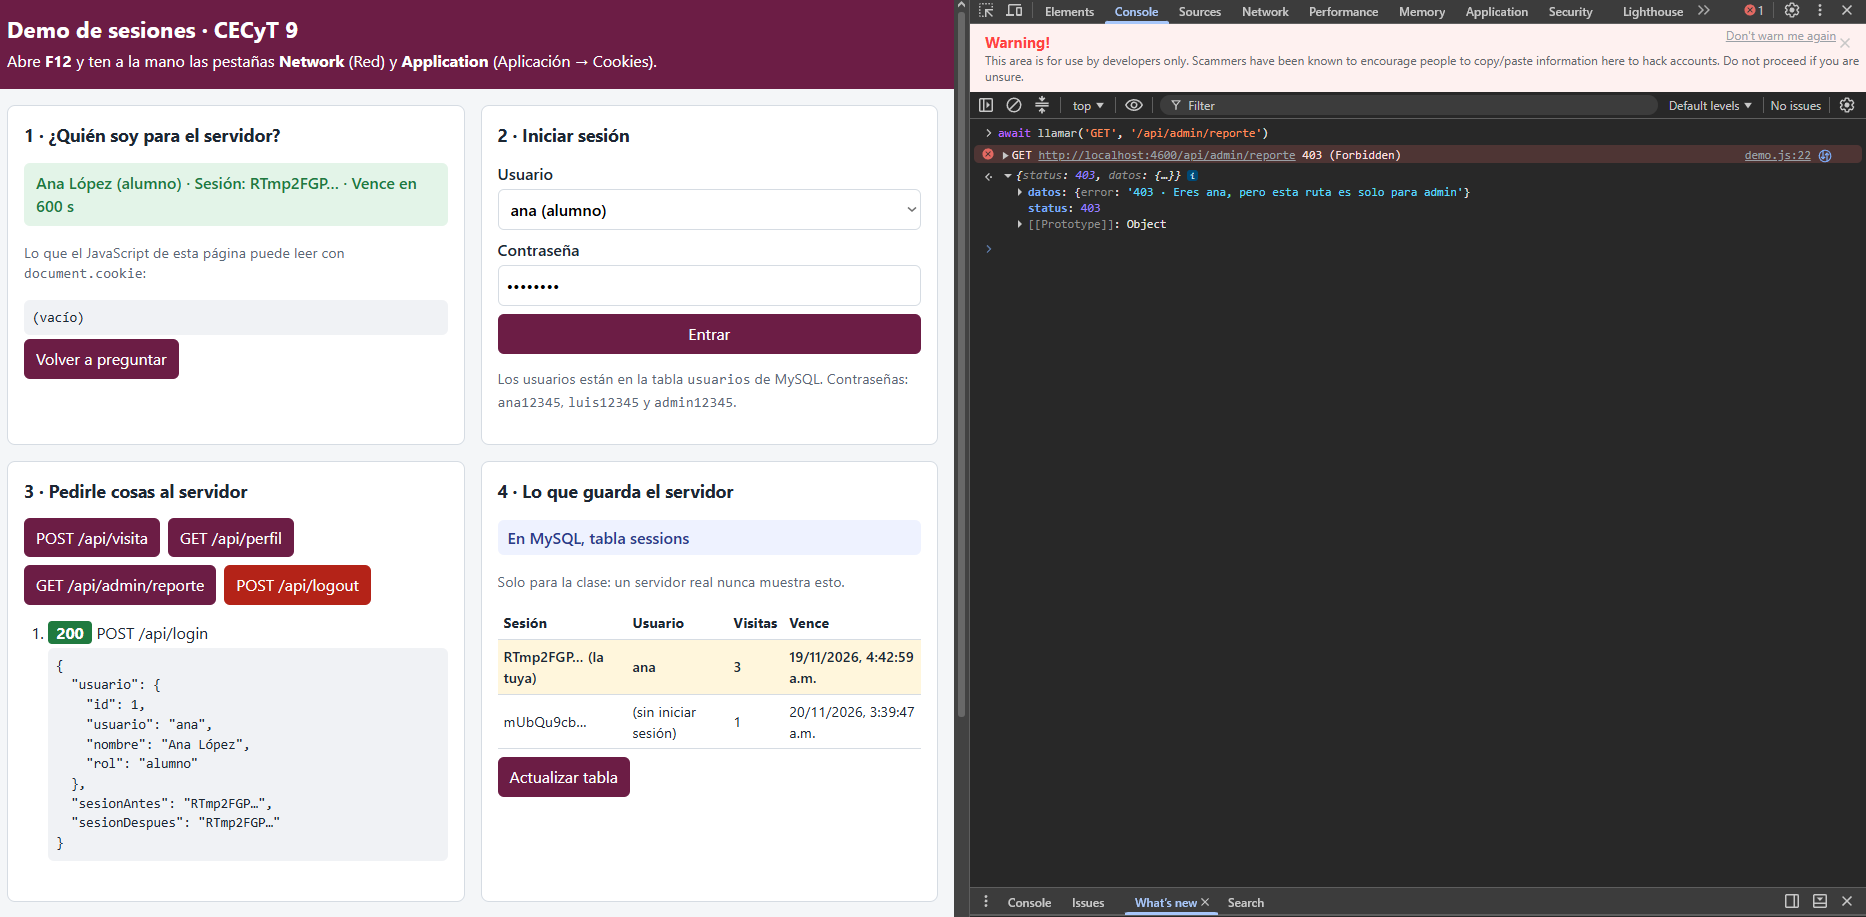 Demo de sesiones · CECyT 9
Abre F12 y ten a la mano las pestañas Network (Red) y Application (Aplicación → Cookies).
1 · ¿Quién soy para el servidor?
Ana López (alumno) · Sesión: RTmp2FGP… · Vence en
600 s
Lo que el JavaScript de esta página puede leer con
document.cookie:
(vacío)
Volver a preguntar
2 · Iniciar sesión
Usuario
ana (alumno)
Contraseña
••••••••
Entrar
Los usuarios están en la tabla usuarios de MySQL. Contraseñas:
ana12345, luis12345 y admin12345.
3 · Pedirle cosas al servidor
POST /api/visita
GET /api/perfil
GET /api/admin/reporte
POST /api/logout
1. 200 POST /api/login
{
"usuario": {
"id": 1,
"usuario": "ana",
"nombre": "Ana López",
"rol": "alumno"
},
"sesionAntes": "RTmp2FGP…",
"sesionDespues": "RTmp2FGP…"
}
4 · Lo que guarda el servidor
En MySQL, tabla sessions
Solo para la clase: un servidor real nunca muestra esto.
Sesión Usuario Visitas Vence
RTmp2FGP… (la tuya) ana 3 19/11/2026, 4:42:59 a.m.
mUbQu9cb… (sin iniciar sesión) 1 20/11/2026, 3:39:47 a.m.
Actualizar tabla
Elements Console Sources Network Performance Memory Application Security Lighthouse 1
Warning!
Don't warn me again
This area is for use by developers only. Scammers have been known to encourage people to copy/paste information here to hack accounts. Do not proceed if you are
unsure.
top Filter Default levels No issues
await llamar('GET', '/api/admin/reporte')
GET http://localhost:4600/api/admin/reporte 403 (Forbidden) demo.js:22
{status: 403, datos: {…}}
datos: {error: '403 · Eres ana, pero esta ruta es solo para admin'}
status: 403
[[Prototype]]: Object
Console Issues What's new Search